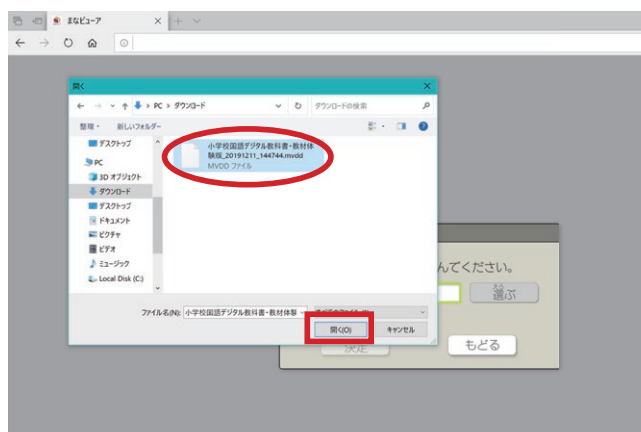 まなビューア
開く
PC > ダウンロード
ダウンロードの検索
整理
新しいフォルダー
デスクトップ
PC
3D オブジェクト
ダウンロード
デスクトップ
ドキュメント
ピクチャ
ビデオ
ミュージック
Local Disk (C:)
小学校国語デジタル教科書・教材体
験版_20191211_144744.mvdd
MVDD ファイル
ファイル名(N): 小学校国語デジタル教科書・教材体験
開く(O) キャンセル
んてください。
選ぶ
決定
もどる